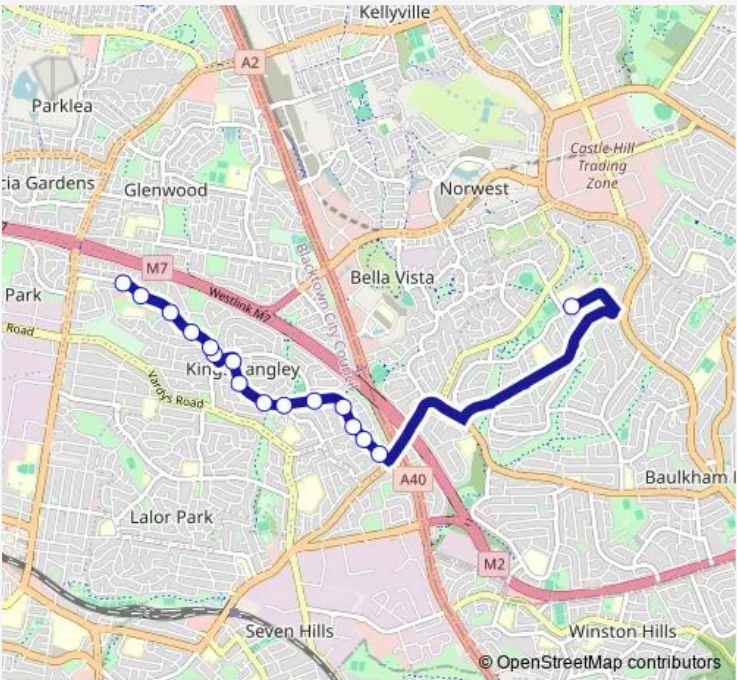 Kellyville
A2
Parklea
Castle-Hill
Trading
Zone
cia Gardens
Glenwood
Norwest
M7
Bella Vista
Blacktown City Council
Westlink M7
Park
Road
Kings Langley
Vardys Road
A40
Baulkham
Lalor Park
M2
Seven Hills
Winston Hills
© OpenStreetMap contributors